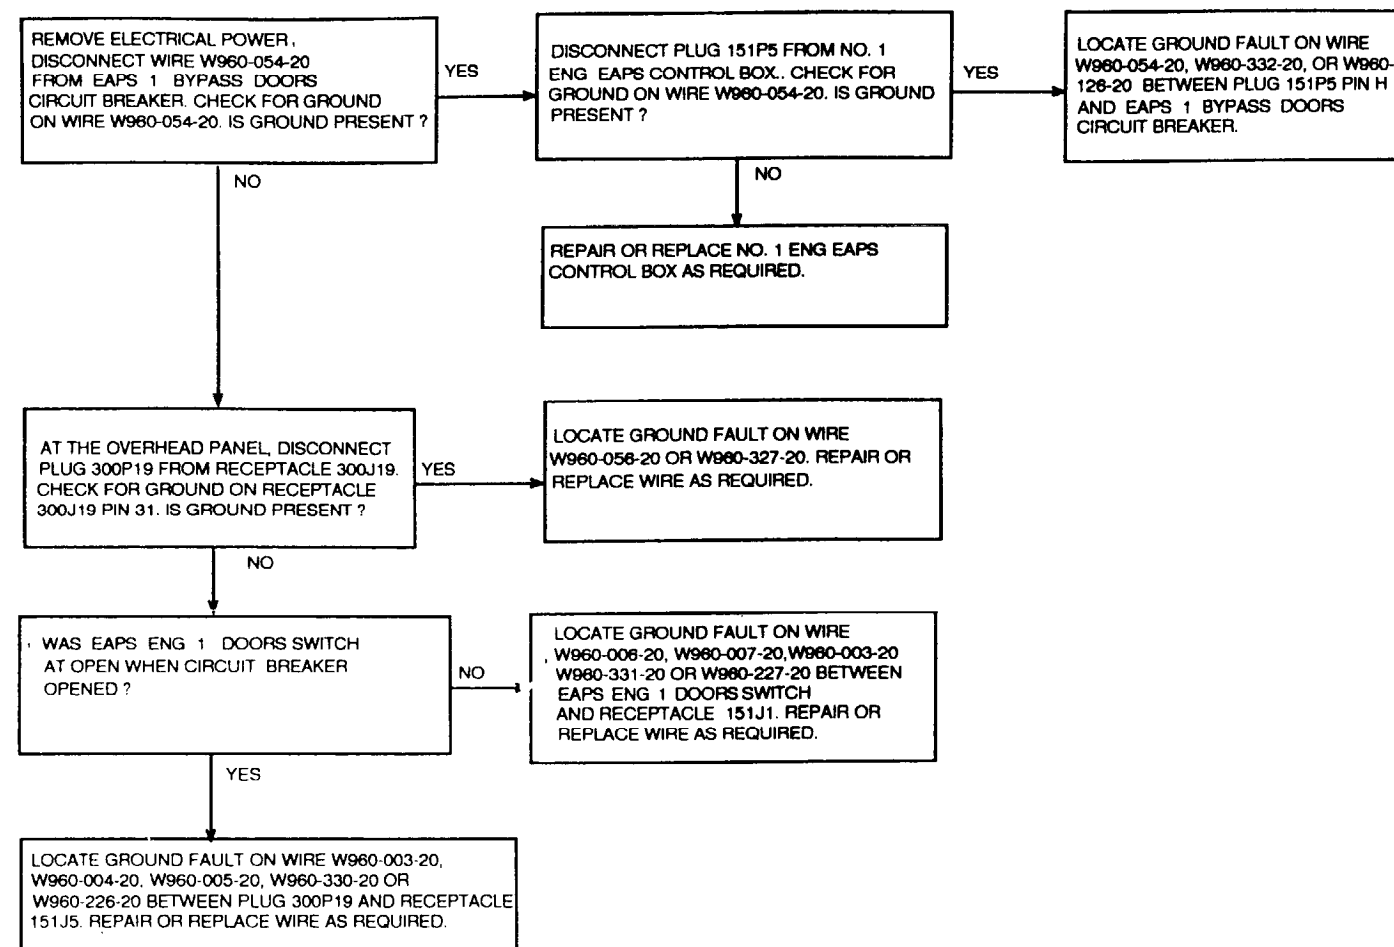 REMOVE ELECTRICAL POWER,
DISCONNECT WIRE W960-054-20
FROM EAPS 1 BYPASS DOORS
CIRCUIT BREAKER. CHECK FOR GROUND
ON WIRE W960-054-20. IS GROUND PRESENT ?
YES
DISCONNECT PLUG 151P5 FROM NO. 1
ENG EAPS CONTROL BOX.. CHECK FOR
GROUND ON WIRE W960-054-20. IS GROUND
PRESENT ?
YES
LOCATE GROUND FAULT ON WIRE
W960-054-20, W960-332-20, OR W960-
126-20 BETWEEN PLUG 151P5 PIN H
AND EAPS 1 BYPASS DOORS
CIRCUIT BREAKER.
NO
NO
REPAIR OR REPLACE NO. 1 ENG EAPS
CONTROL BOX AS REQUIRED.
AT THE OVERHEAD PANEL, DISCONNECT
PLUG 300P19 FROM RECEPTACLE 300J19.
CHECK FOR GROUND ON RECEPTACLE
300J19 PIN 31. IS GROUND PRESENT ?
YES
LOCATE GROUND FAULT ON WIRE
W960-056-20 OR W960-327-20. REPAIR OR
REPLACE WIRE AS REQUIRED.
NO
WAS EAPS ENG 1 DOORS SWITCH
AT OPEN WHEN CIRCUIT BREAKER
OPENED ?
NO
LOCATE GROUND FAULT ON WIRE
W960-006-20, W960-007-20, W960-003-20
W960-331-20 OR W960-227-20 BETWEEN
EAPS ENG 1 DOORS SWITCH
AND RECEPTACLE 151J1. REPAIR OR
REPLACE WIRE AS REQUIRED.
YES
LOCATE GROUND FAULT ON WIRE W960-003-20,
W960-004-20, W960-005-20, W960-330-20 OR
W960-226-20 BETWEEN PLUG 300P19 AND RECEPTACLE
151J5. REPAIR OR REPLACE WIRE AS REQUIRED.